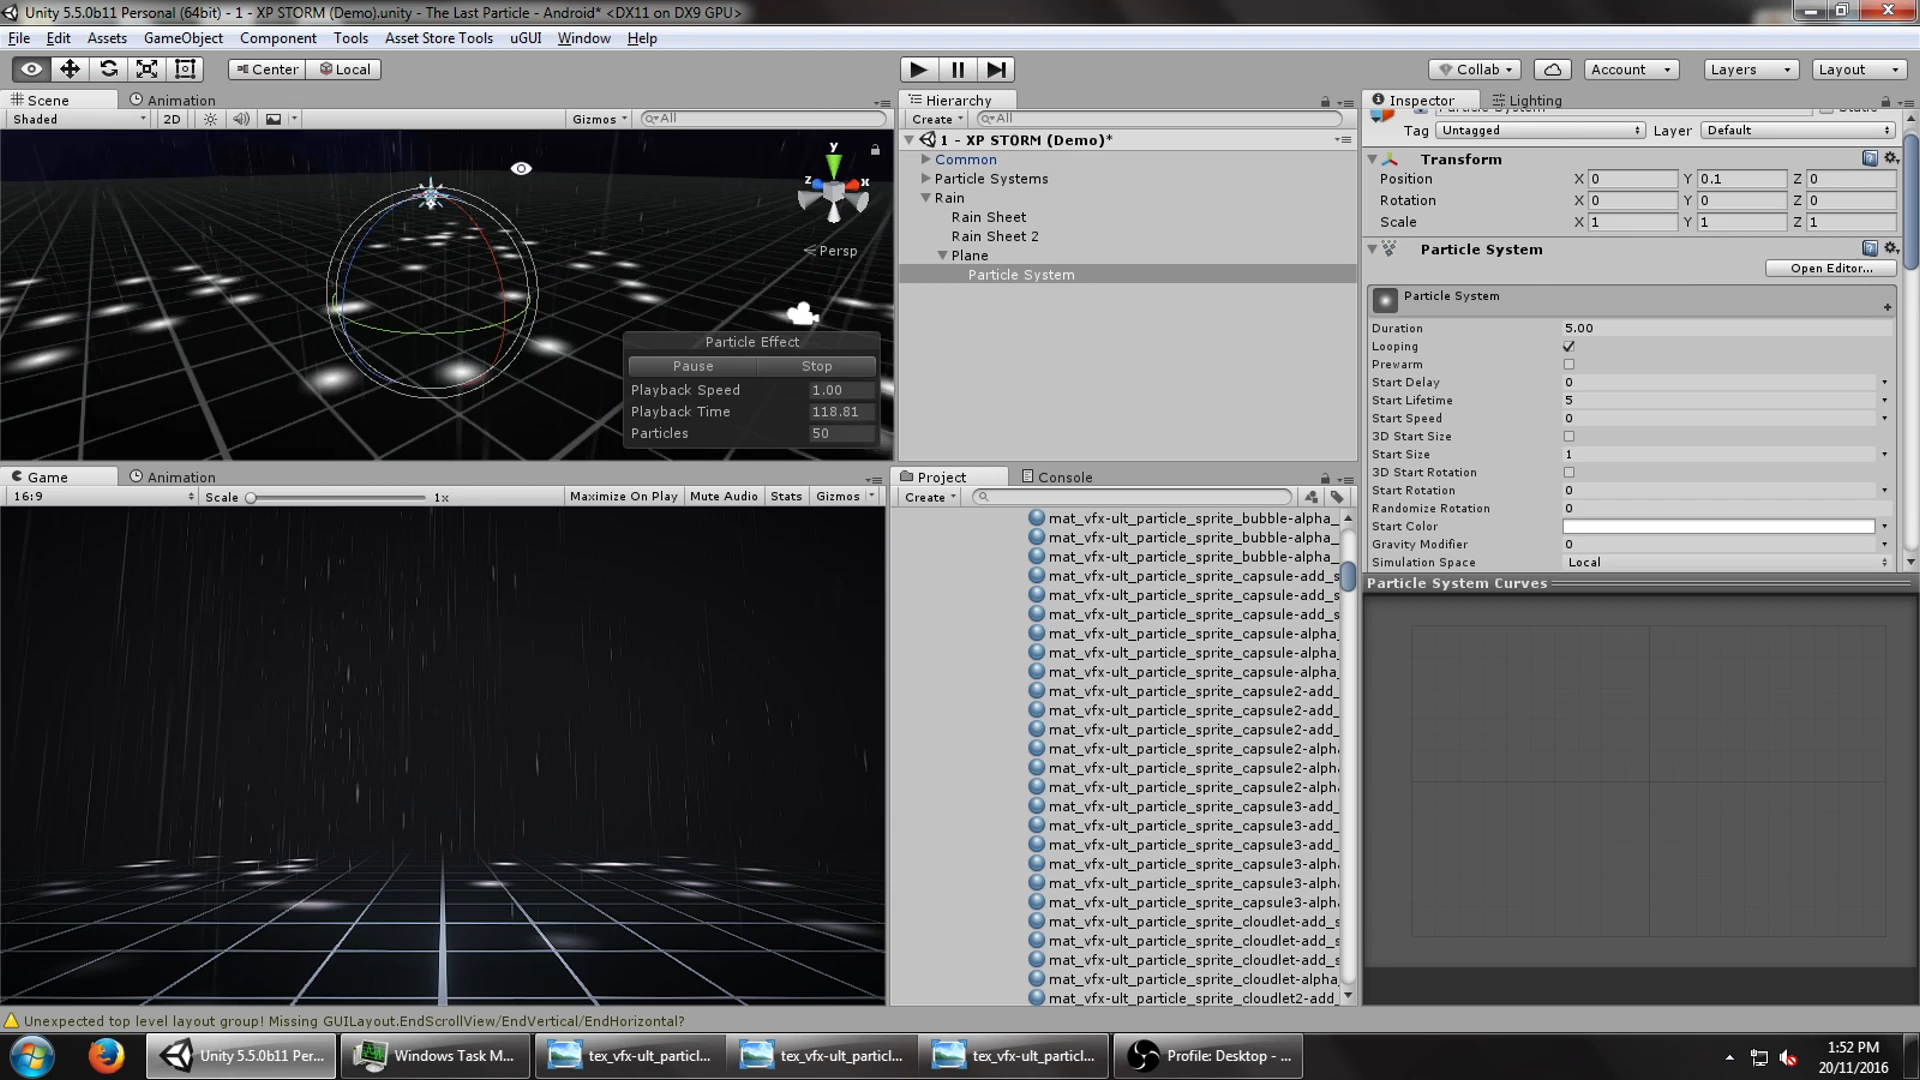 Unity 5.5.0b11 Personal (64bit) - 1 - XP STORM (Demo).unity - The Last Particle - Android* <DX11 on DX9 GPU>
File Edit Assets GameObject Component Tools Asset Store Tools uGUI Window Help
Center Local Collab Account Layers Layout
Scene Animation
Shaded 2D Gizmos All
y
z x
Persp
Particle Effect
Pause Stop
Playback Speed 1.00
Playback Time 118.81
Particles 50
Hierarchy
Create All
1 - XP STORM (Demo)*
Common
Particle Systems
Rain
Rain Sheet
Rain Sheet 2
Plane
Particle System
Inspector Lighting
Tag Untagged Layer Default
Transform
Position X 0 Y 0.1 Z 0
Rotation X 0 Y 0 Z 0
Scale X 1 Y 1 Z 1
Particle System
Open Editor...
Particle System
Duration 5.00
Looping
Prewarm
Start Delay 0
Start Lifetime 5
Start Speed 0
3D Start Size
Start Size 1
3D Start Rotation
Start Rotation 0
Randomize Rotation 0
Start Color
Gravity Modifier 0
Simulation Space Local
Particle System Curves
Game Animation
16:9 Scale 1x Maximize On Play Mute Audio Stats Gizmos
Project Console
Create
mat_vfx-ult_particle_sprite_bubble-alpha_
mat_vfx-ult_particle_sprite_bubble-alpha_
mat_vfx-ult_particle_sprite_bubble-alpha_
mat_vfx-ult_particle_sprite_capsule-add_s
mat_vfx-ult_particle_sprite_capsule-add_s
mat_vfx-ult_particle_sprite_capsule-add_s
mat_vfx-ult_particle_sprite_capsule-alpha_
mat_vfx-ult_particle_sprite_capsule-alpha_
mat_vfx-ult_particle_sprite_capsule-alpha_
mat_vfx-ult_particle_sprite_capsule2-add_
mat_vfx-ult_particle_sprite_capsule2-add_
mat_vfx-ult_particle_sprite_capsule2-add_
mat_vfx-ult_particle_sprite_capsule2-alph
mat_vfx-ult_particle_sprite_capsule2-alph
mat_vfx-ult_particle_sprite_capsule2-alph
mat_vfx-ult_particle_sprite_capsule3-add_
mat_vfx-ult_particle_sprite_capsule3-add_
mat_vfx-ult_particle_sprite_capsule3-add_
mat_vfx-ult_particle_sprite_capsule3-alph
mat_vfx-ult_particle_sprite_capsule3-alph
mat_vfx-ult_particle_sprite_capsule3-alph
mat_vfx-ult_particle_sprite_cloudlet-add_s
mat_vfx-ult_particle_sprite_cloudlet-add_s
mat_vfx-ult_particle_sprite_cloudlet-add_s
mat_vfx-ult_particle_sprite_cloudlet-alpha
mat_vfx-ult_particle_sprite_cloudlet2-add_
Unexpected top level layout group! Missing GUILayout.EndScrollView/EndVertical/EndHorizontal?
Unity 5.5.0b11 Per... Windows Task M... tex_vfx-ult_particl... tex_vfx-ult_particl... tex_vfx-ult_particl... Profile: Desktop - ...
1:52 PM
20/11/2016